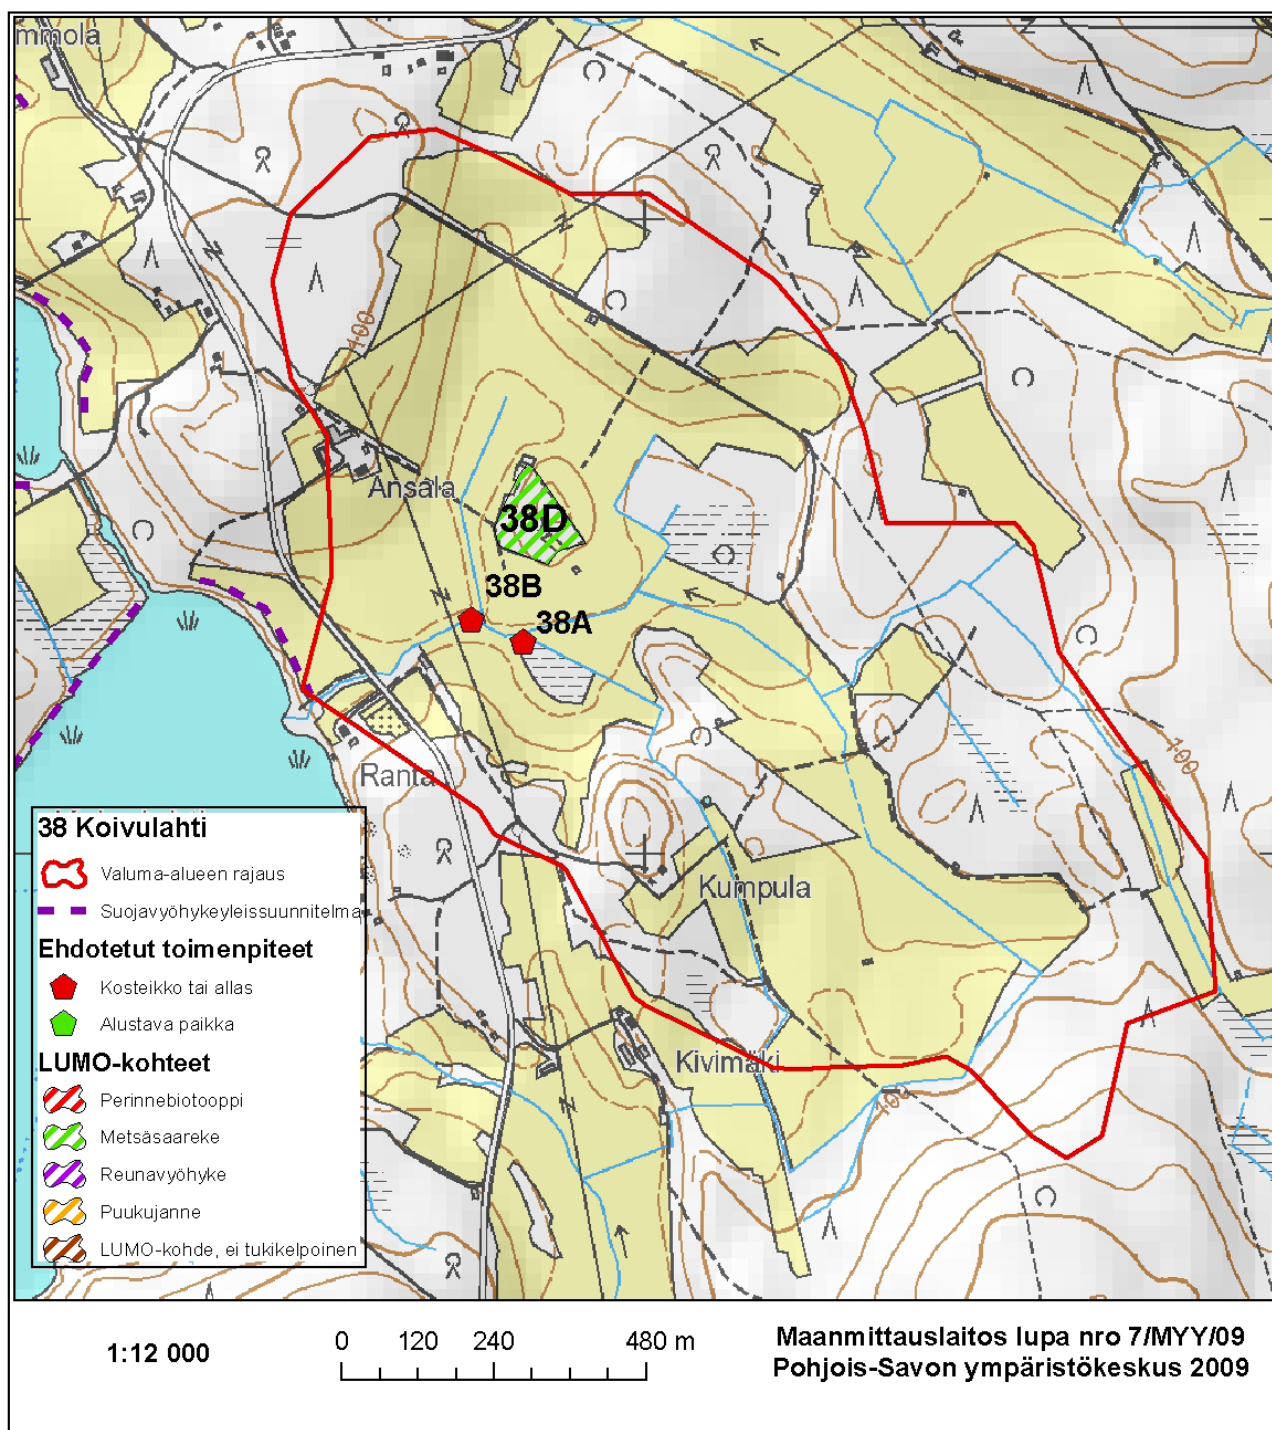 mmola
100
Ansala
38D
38B
38A
Ranta
100
Kumpula
Kivimäki
100
38 Koivulahti
Valuma-alueen rajaus
Suojavyöhykeyleissuunnitelma
Ehdotetut toimenpiteet
Kosteikko tai allas
Alustava paikka
LUMO-kohteet
Perinnebiotooppi
Metsäsaareke
Reunavyöhyke
Puukujanne
LUMO-kohde, ei tukikelpoinen
1:12 000
0 120 240 480 m
Maanmittauslaitos lupa nro 7/MYY/09
Pohjois-Savon ympäristökeskus 2009